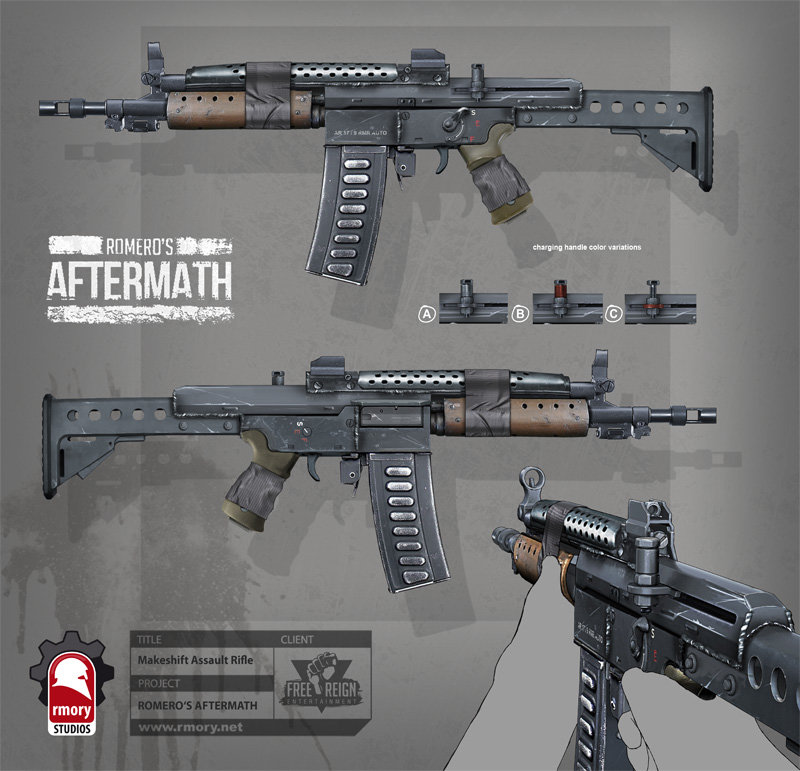 S
E
F
ROMERO'S
AFTERMATH
charging handle color variations
A
B
C
S
rmory
STUDIOS
TITLE
Makeshift Assault Rifle
PROJECT
ROMERO'S AFTERMATH
www.rmory.net
CLIENT
FREE REIGN
ENTERTAINMENT
S